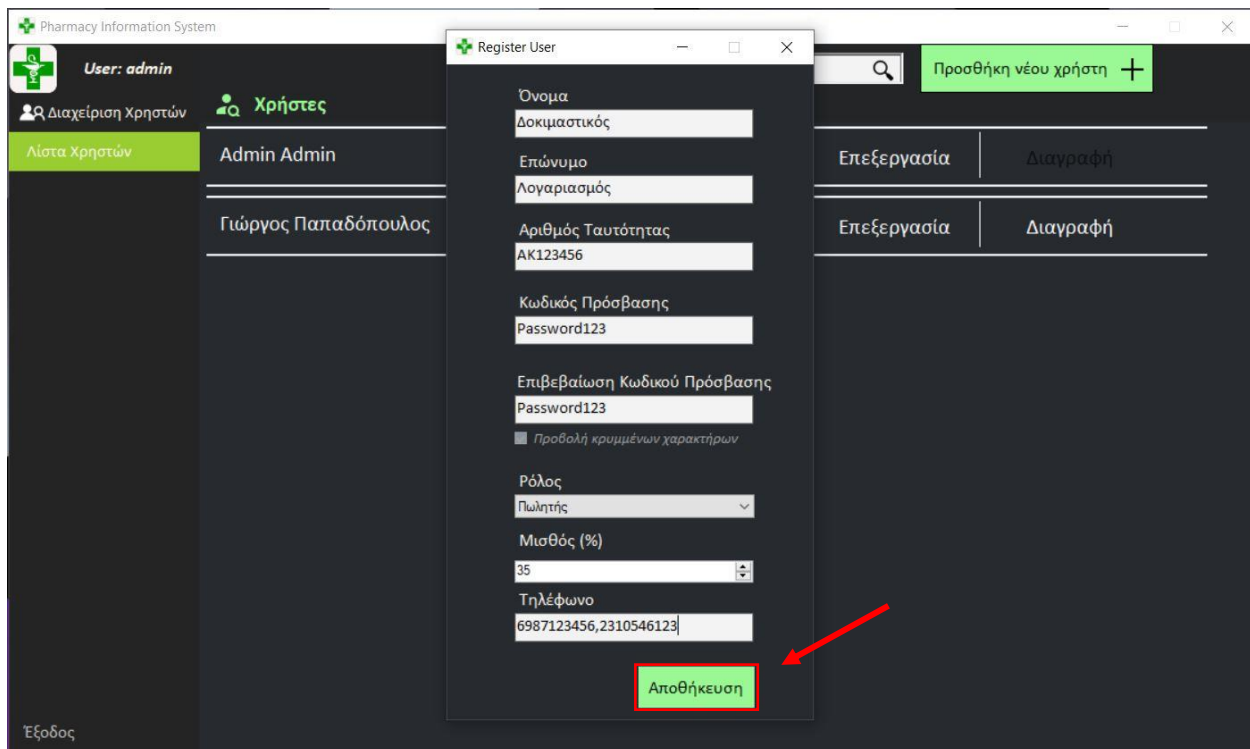 Pharmacy Information System
User: admin
Προσθήκη νέου χρήστη
Διαχείριση Χρηστών
Χρήστες
Λίστα Χρηστών
Admin Admin
Επεξεργασία
Διαγραφή
Γιώργος Παπαδόπουλος
Επεξεργασία
Διαγραφή
Έξοδος
Register User
Όνομα
Δοκιμαστικός
Επώνυμο
Λογαριασμός
Αριθμός Ταυτότητας
AK123456
Κωδικός Πρόσβασης
Password123
Επιβεβαίωση Κωδικού Πρόσβασης
Password123
Προβολή κρυμμένων χαρακτήρων
Ρόλος
Πωλητής
Μισθός (%)
35
Τηλέφωνο
6987123456,2310546123
Αποθήκευση